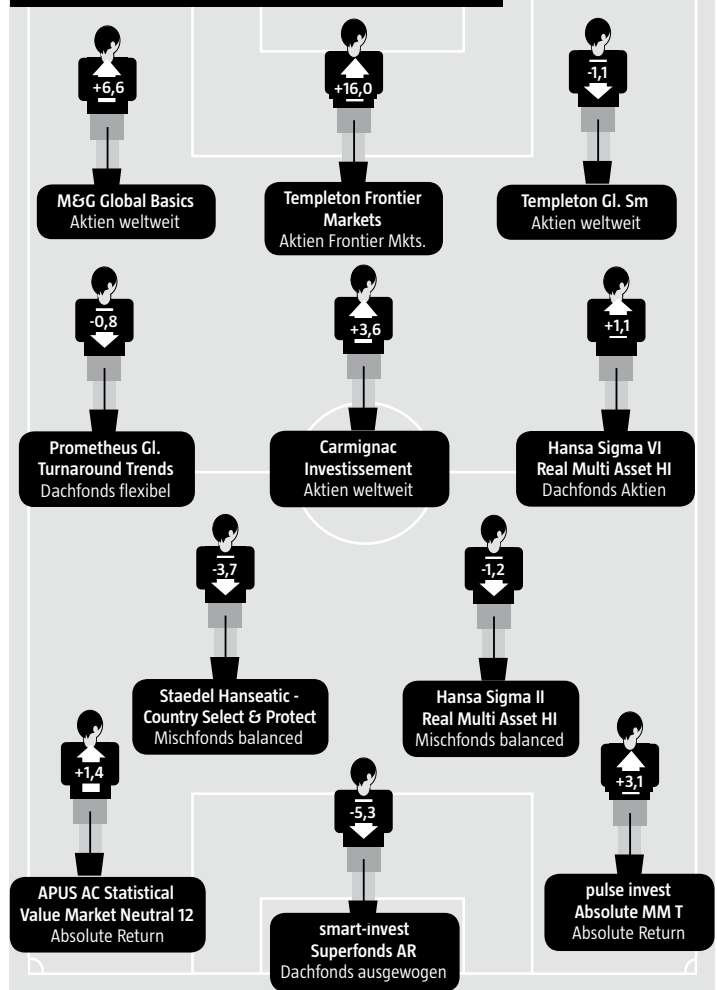 +6,6
M&G Global Basics
Aktien weltweit
+16,0
Templeton Frontier
Markets
Aktien Frontier Mkts.
-1,1
Templeton Gl. Sm
Aktien weltweit
-0,8
Prometheus Gl.
Turnaround Trends
Dachfonds flexibel
+3,6
Carmignac
Investissement
Aktien weltweit
+1,1
Hansa Sigma VI
Real Multi Asset HI
Dachfonds Aktien
-3,7
Staedel Hanseatic -
Country Select & Protect
Mischfonds balanced
-1,2
Hansa Sigma II
Real Multi Asset HI
Mischfonds balanced
+1,4
APUS AC Statistical
Value Market Neutral 12
Absolute Return
-5,3
smart-invest
Superfonds AR
Dachfonds ausgewogen
+3,1
pulse invest
Absolute MM T
Absolute Return